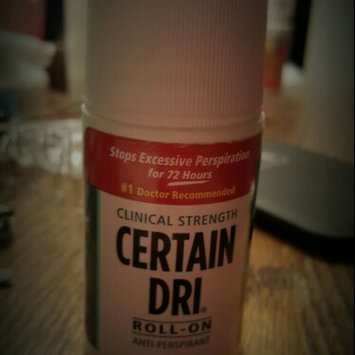 Stops Excessive Perspiration
for 72 Hours
#1 Doctor Recommended
CLINICAL STRENGTH
CERTAIN
DRI®
ROLL-ON
ANTI-PERSPIRANT